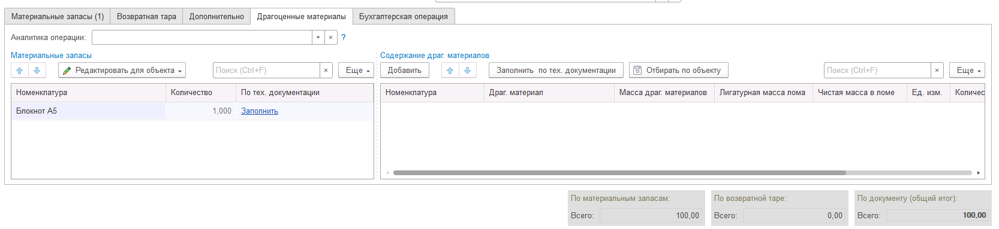 Материальные запасы (1) Возвратная тара Дополнительно Драгоценные материалы Бухгалтерская операция
Аналитика операции: ?
Материальные запасы
Редактировать для объекта Поиск (Ctrl+F) × Еще
Номенклатура Количество По тех. документации
Блокнот А5 1,000 Заполнить
Содержание драг. материалов
Добавить Заполнить по тех. документации Отбирать по объекту Поиск (Ctrl+F) × Еще
Номенклатура Драг. материал Масса драг. материалов Лигатурная масса лома Чистая масса в ломе Ед. изм. Количес
По материальным запасам: По возвратной таре: По документу (общий итог):
Всего: 100,00 Всего: 0,00 Всего: 100,00